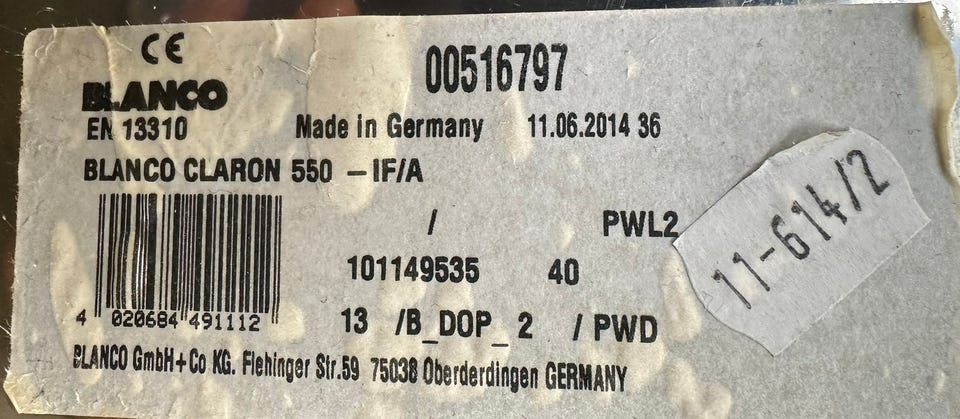 CE
00516797
BLANCO
EN 13310 Made in Germany 11.06.2014 36
BLANCO CLARON 550 – IF/A
/ PWL2
101149535 40
4 020684 491112
13 /B_DOP_2 / PWD
BLANCO GmbH+Co KG. Flehinger Str.59 75038 Oberderdingen GERMANY
11-614/2